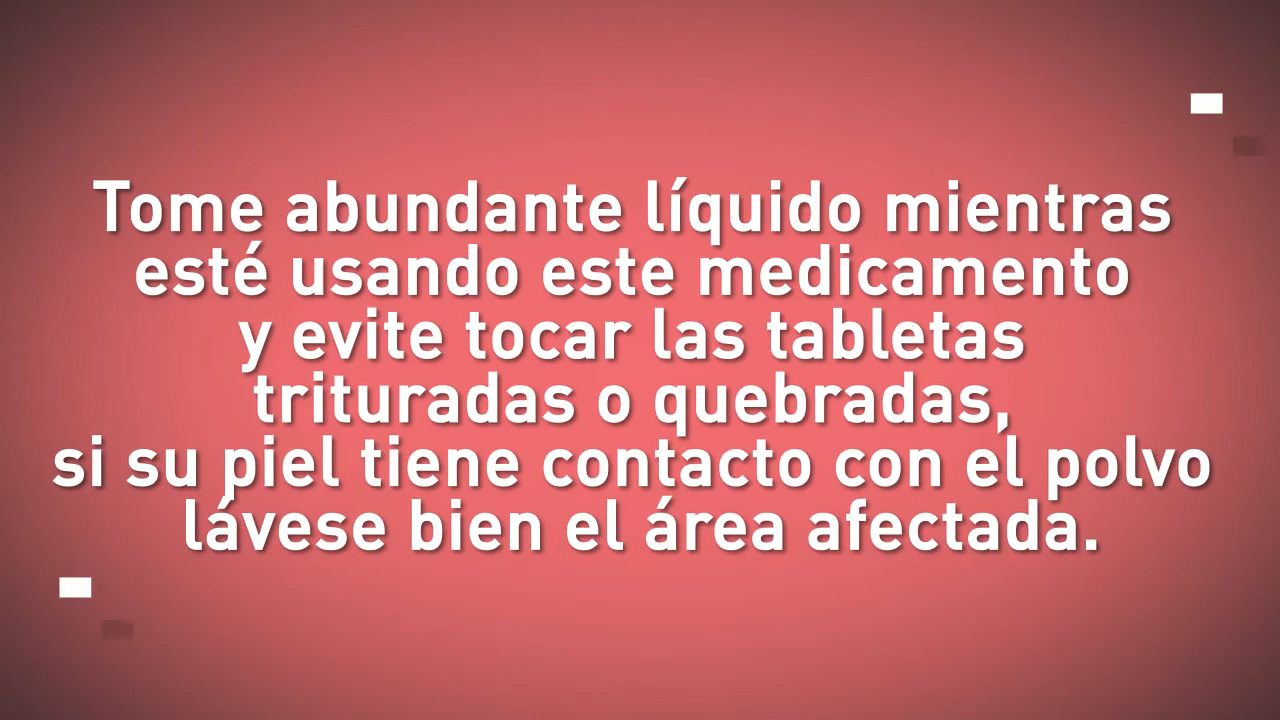 Tome abundante líquido mientras
esté usando este medicamento
y evite tocar las tabletas
trituradas o quebradas,
si su piel tiene contacto con el polvo
lávese bien el área afectada.